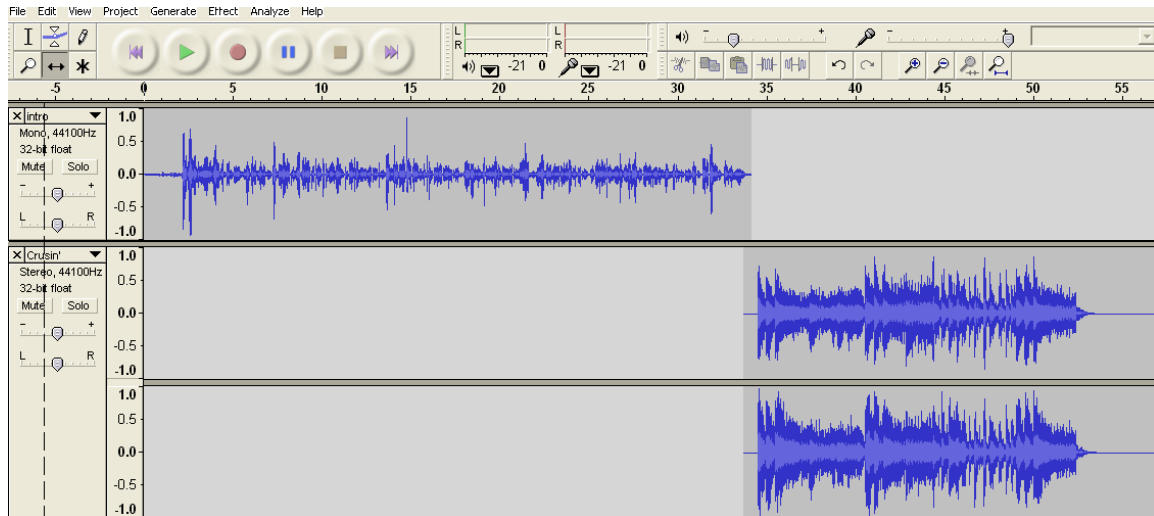 File Edit View Project Generate Effect Analyze Help
L
R
-21 0
L
R
-21 0
- +
- +
-5 0 5 10 15 20 25 30 35 40 45 50 55
X intro
Mono, 44100Hz
32-bit float
Mute Solo
- +
L R
1.0
0.5
0.0
-0.5
-1.0
X Crusin'
Stereo, 44100Hz
32-bit float
Mute Solo
- +
L R
1.0
0.5
0.0
-0.5
-1.0
1.0
0.5
0.0
-0.5
-1.0